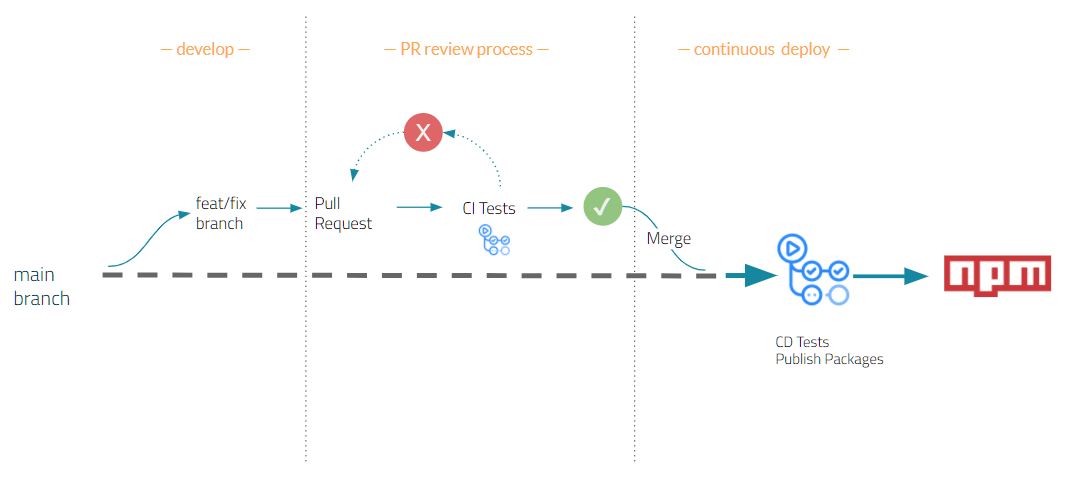 — develop —
— PR review process —
— continuous deploy —
X
feat/fix
branch
Pull
Request
CI Tests
Merge
main
branch
npm
CD Tests
Publish Packages